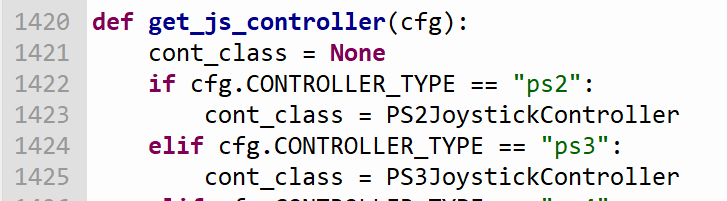 1420 def get_js_controller(cfg):
1421     cont_class = None
1422     if cfg.CONTROLLER_TYPE == "ps2":
1423         cont_class = PS2JoystickController
1424     elif cfg.CONTROLLER_TYPE == "ps3":
1425         cont_class = PS3JoystickController